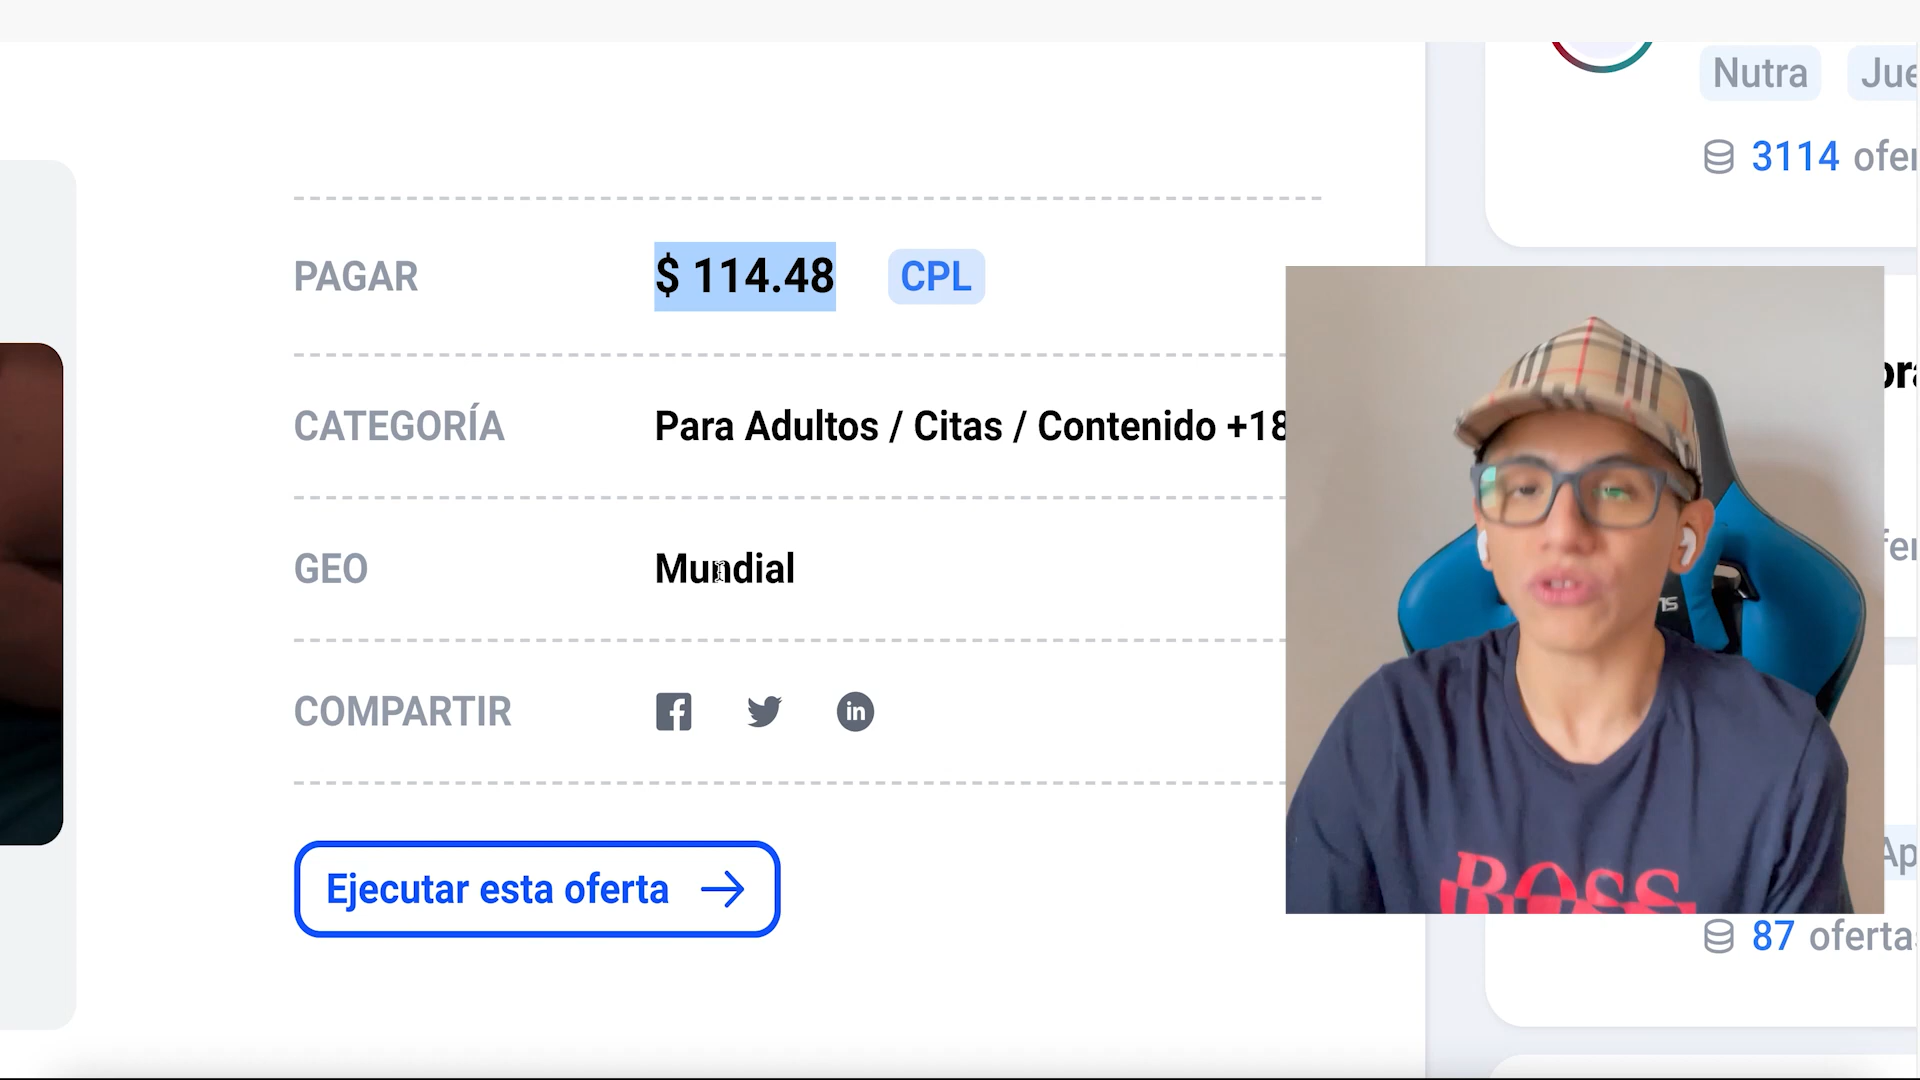 PAGAR
$ 114.48 CPL
CATEGORÍA
Para Adultos / Citas / Contenido +18
GEO
Mundial
COMPARTIR
Ejecutar esta oferta
Nutra
3114
BOSS
87 oferta